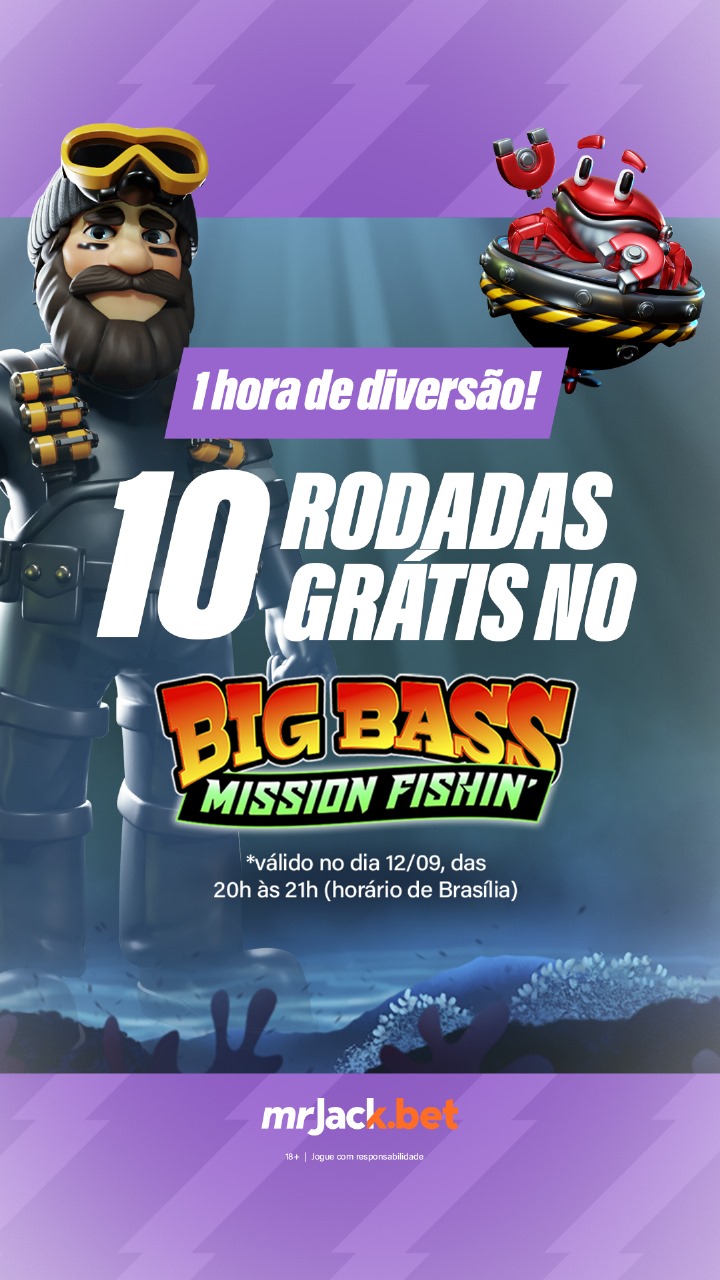 1 hora de diversão!
10 RODADAS
GRÁTIS NO
BIG BASS
MISSION FISHIN'
*válido no dia 12/09, das
20h às 21h (horário de Brasília)
mrJack.bet
18+ | Jogue com responsabilidade